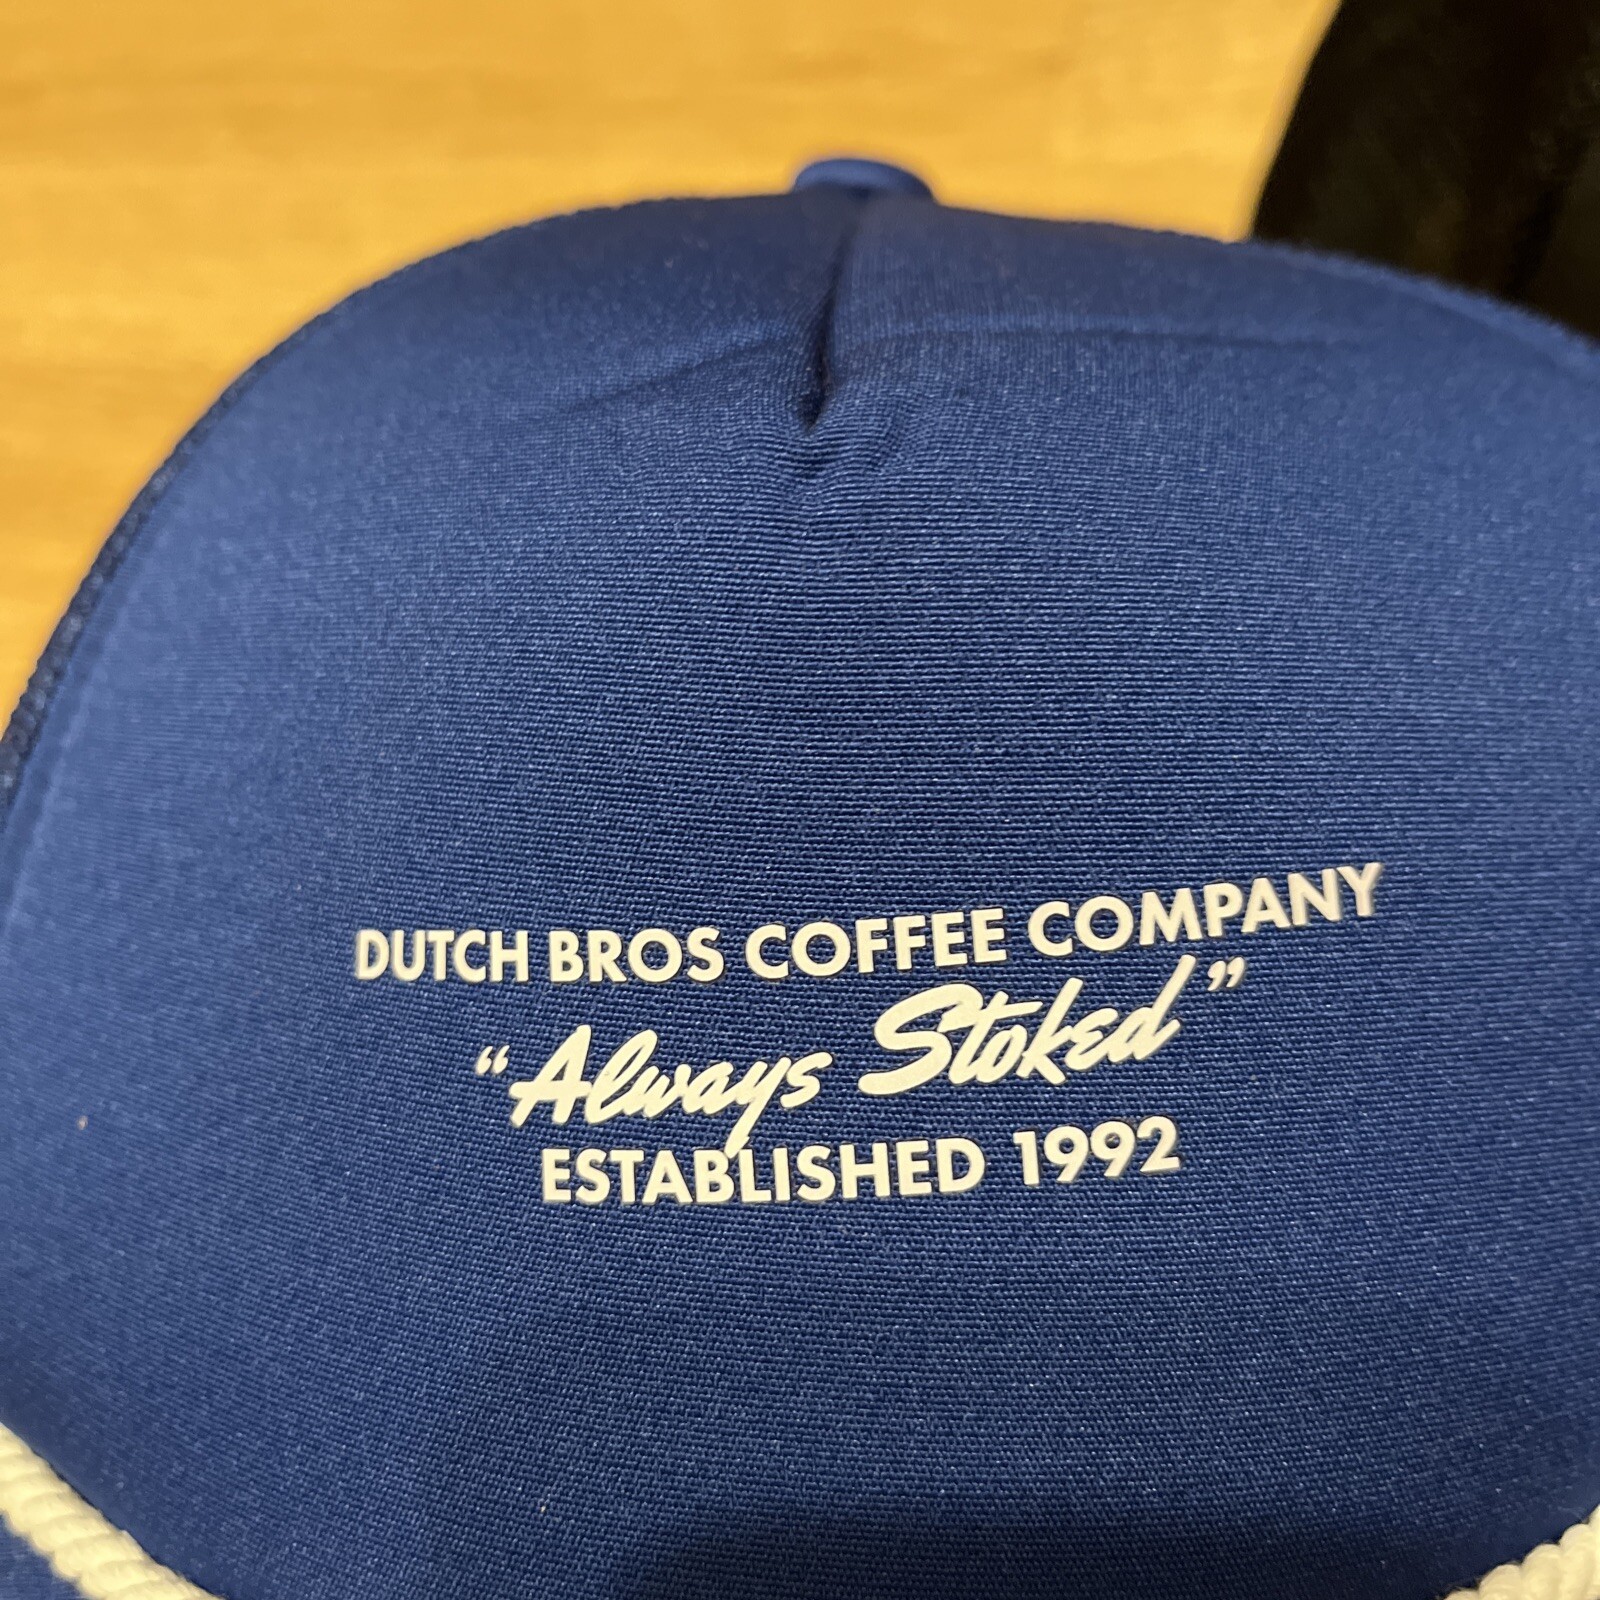 DUTCH BROS COFFEE COMPANY
“Always Stoked”
ESTABLISHED 1992